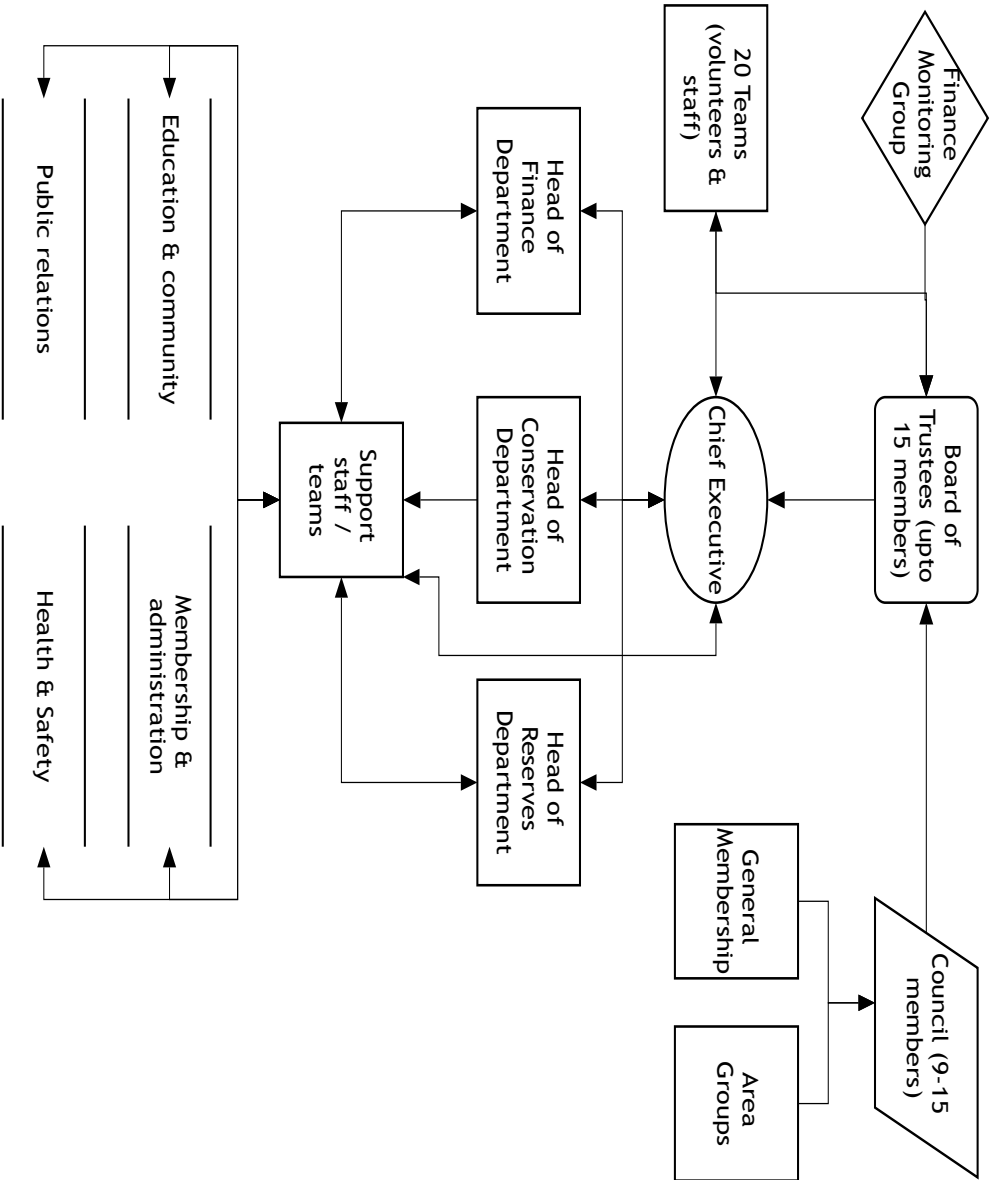 Finance
Monitoring
Group
Board of
Trustees (upto
15 members)
Council (9-15
members)
20 Teams
(volunteers &
staff)
Chief Executive
General
Membership
Area
Groups
Head of
Finance
Department
Head of
Conservation
Department
Head of
Reserves
Department
Support
staff /
teams
Education & community
Membership &
administration
Public relations
Health & Safety